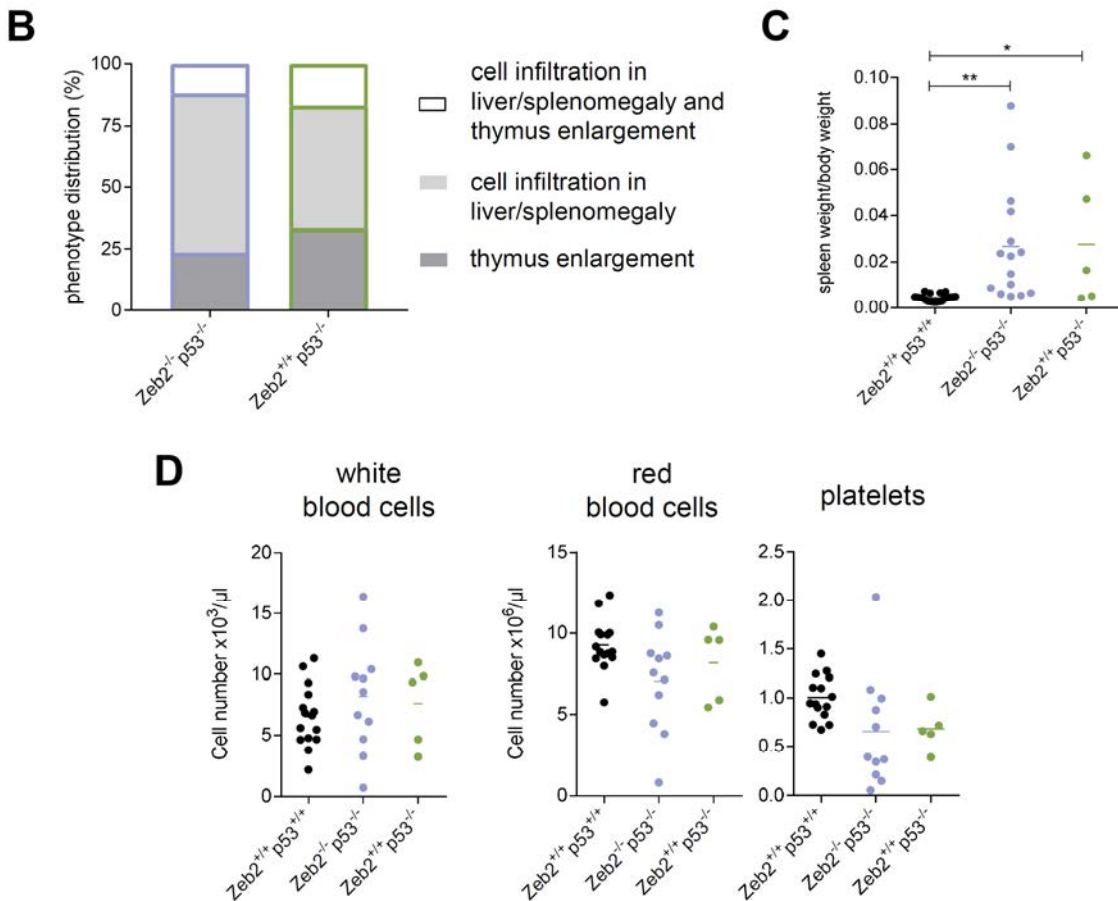 B
100
75
50
25
0
phenotype distribution (%)
Zeb2-/- p53-/-
Zeb2+/+ p53-/-
cell infiltration in
liver/splenomegaly and
thymus enlargement
cell infiltration in
liver/splenomegaly
thymus enlargement
C
*
**
0.10
0.08
0.06
0.04
0.02
0.00
spleen weight/body weight
Zeb2+/+ p53+/+
Zeb2-/- p53-/-
Zeb2+/+ p53-/-
D
white
blood cells
20
15
10
5
0
Cell number x10³/µl
Zeb2+/+ p53+/+
Zeb2-/- p53-/-
Zeb2+/+ p53-/-
red
blood cells
15
10
5
0
Cell number x10⁶/µl
Zeb2+/+ p53+/+
Zeb2-/- p53-/-
Zeb2+/+ p53-/-
platelets
2.5
2.0
1.5
1.0
0.5
0.0
Zeb2+/+ p53+/+
Zeb2-/- p53-/-
Zeb2+/+ p53-/-